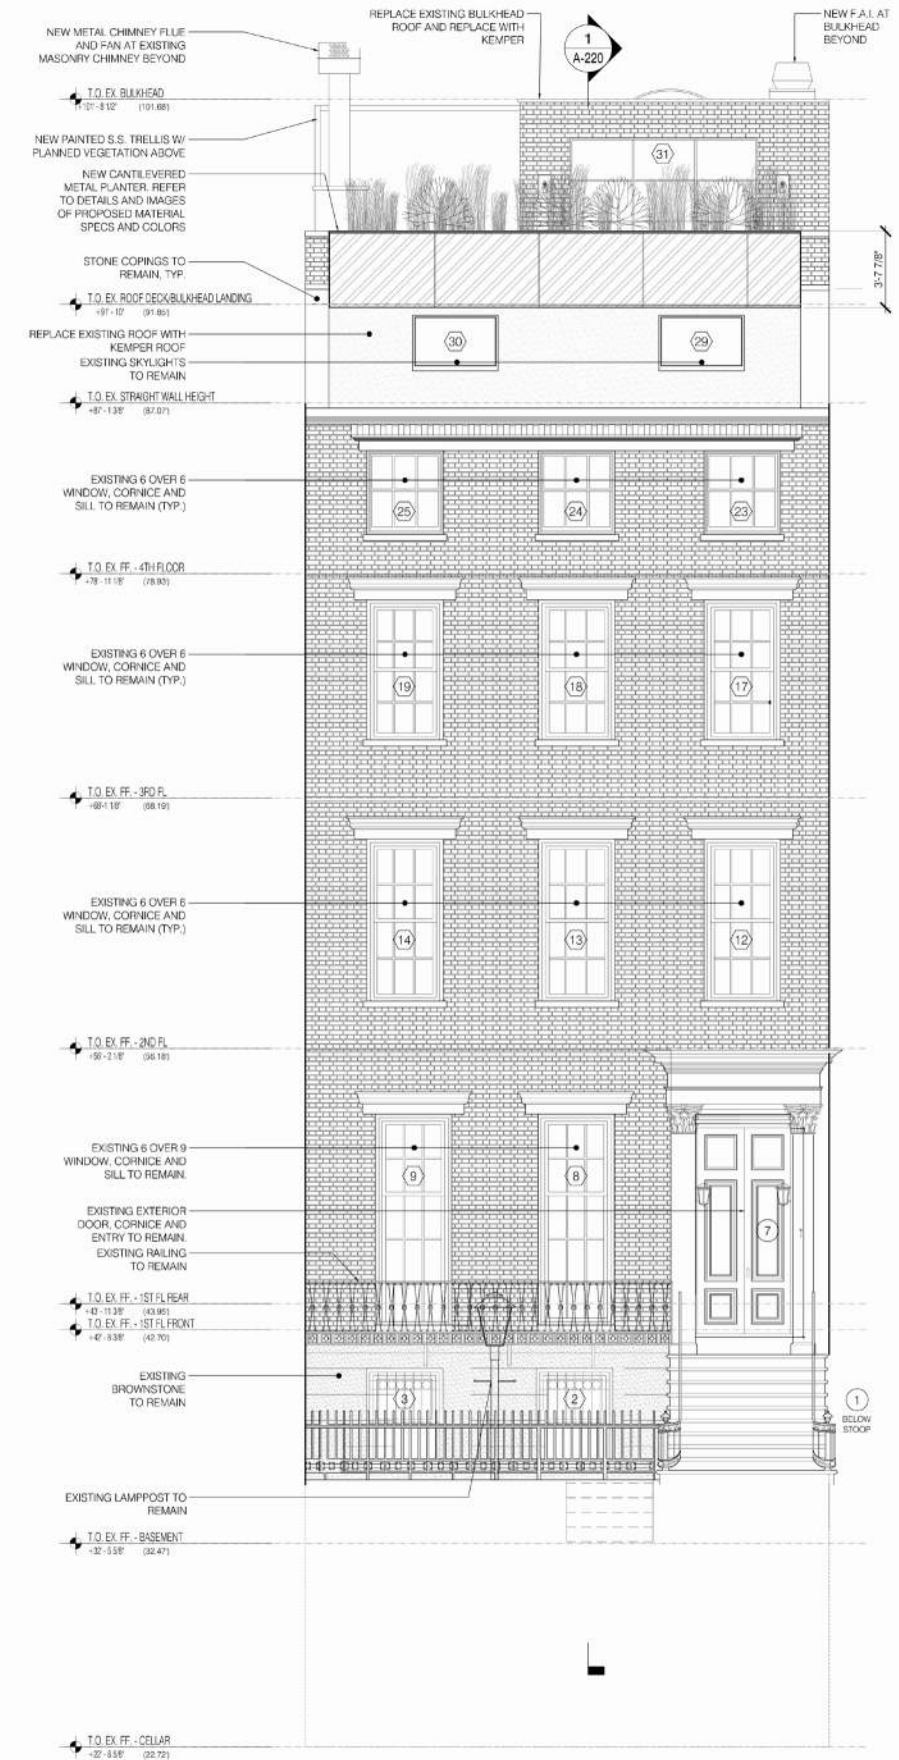 REPLACE EXISTING BULKHEAD
ROOF AND REPLACE WITH
KEMPER
1
A-220
NEW F.A.I. AT
BULKHEAD
BEYOND
NEW METAL CHIMNEY FLUE
AND FAN AT EXISTING
MASONRY CHIMNEY BEYOND
T.O. EX. BULKHEAD
(101.68)
NEW PAINTED S.S. TRELLIS W/
PLANNED VEGETATION ABOVE
31
NEW CANTILEVERED
METAL PLANTER. REFER
TO DETAILS AND IMAGES
OF PROPOSED MATERIAL
SPECS AND COLORS
3-7 7/8"
STONE COPINGS TO
REMAIN, TYP.
T.O. EX. ROOF DECK/BULKHEAD LANDING
+91'-10" (91.85)
REPLACE EXISTING ROOF WITH
KEMPER ROOF
30
29
EXISTING SKYLIGHTS
TO REMAIN
T.O. EX. STRAIGHT WALL HEIGHT
(87.07)
EXISTING 6 OVER 6
WINDOW, CORNICE AND
SILL TO REMAIN (TYP.)
25
24
23
T.O. EX. FF. - 4TH FLOOR
(78.93)
EXISTING 6 OVER 6
WINDOW, CORNICE AND
SILL TO REMAIN (TYP.)
19
18
17
T.O. EX. FF. - 3RD FL
(68.19)
EXISTING 6 OVER 6
WINDOW, CORNICE AND
SILL TO REMAIN (TYP.)
14
13
12
T.O. EX. FF. - 2ND FL
(56.18)
EXISTING 6 OVER 9
WINDOW, CORNICE AND
SILL TO REMAIN.
9
8
EXISTING EXTERIOR
DOOR, CORNICE AND
ENTRY TO REMAIN.
7
EXISTING RAILING
TO REMAIN
T.O. EX. FF. - 1ST FL REAR
(43.95)
T.O. EX. FF. - 1ST FL FRONT
(42.70)
EXISTING
BROWNSTONE
TO REMAIN
3
2
1
BELOW
STOOP
EXISTING LAMPPOST TO
REMAIN
T.O. EX. FF. - BASEMENT
(32.47)
T.O. EX. FF. - CELLAR
(22.72)